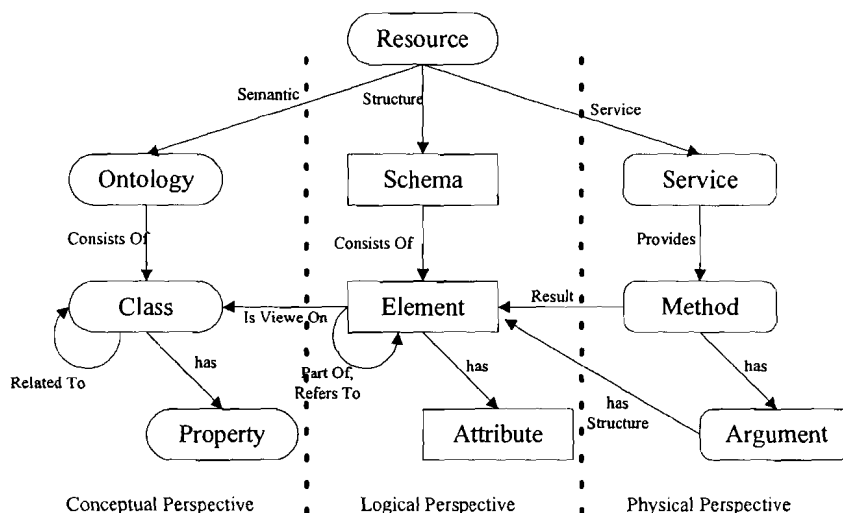 Resource
Semantic
Structure
Service
Ontology
Schema
Service
Consists Of
Consists Of
Provides
Class
Is Viewe On
Element
Result
Method
Related To
has
Part Of,
Refers To
has
has
Structure
has
Property
Attribute
Argument
Conceptual Perspective
Logical Perspective
Physical Perspective